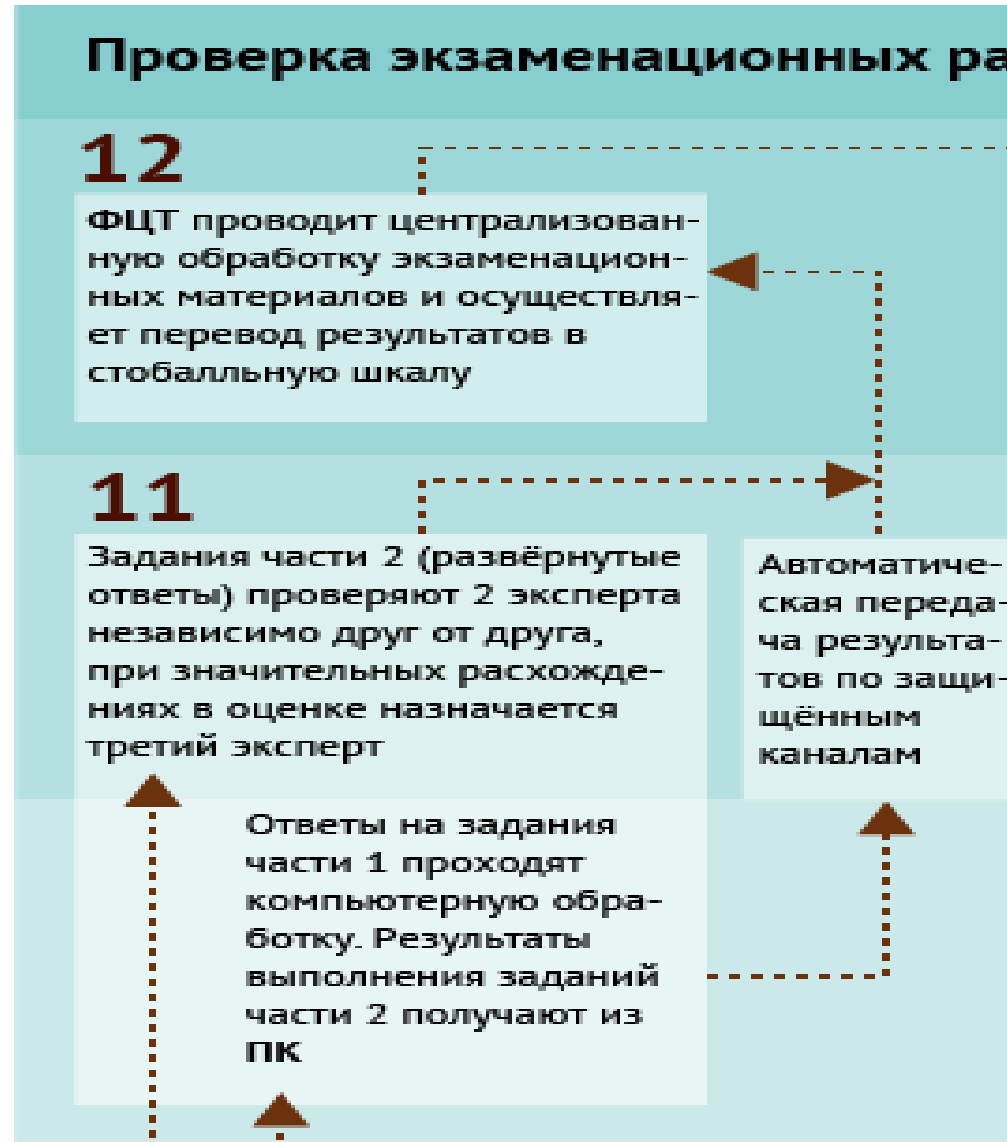 Проверка экзаменационных
12
ФЦТ проводит централизован-
ную обработку экзаменацион-
ных материалов и осуществля-
ет перевод результатов в
стобалльную шкалу
11
Задания части 2 (развёрнутые
ответы) проверяют 2 эксперта
независимо друг от друга,
при значительных расхожде-
ниях в оценке назначается
третий эксперт
Автоматиче-
ская переда-
ча результа-
тов по защи-
щённым
каналам
Ответы на задания
части 1 проходят
компьютерную обра-
ботку. Результаты
выполнения заданий
части 2 получают из
ПК